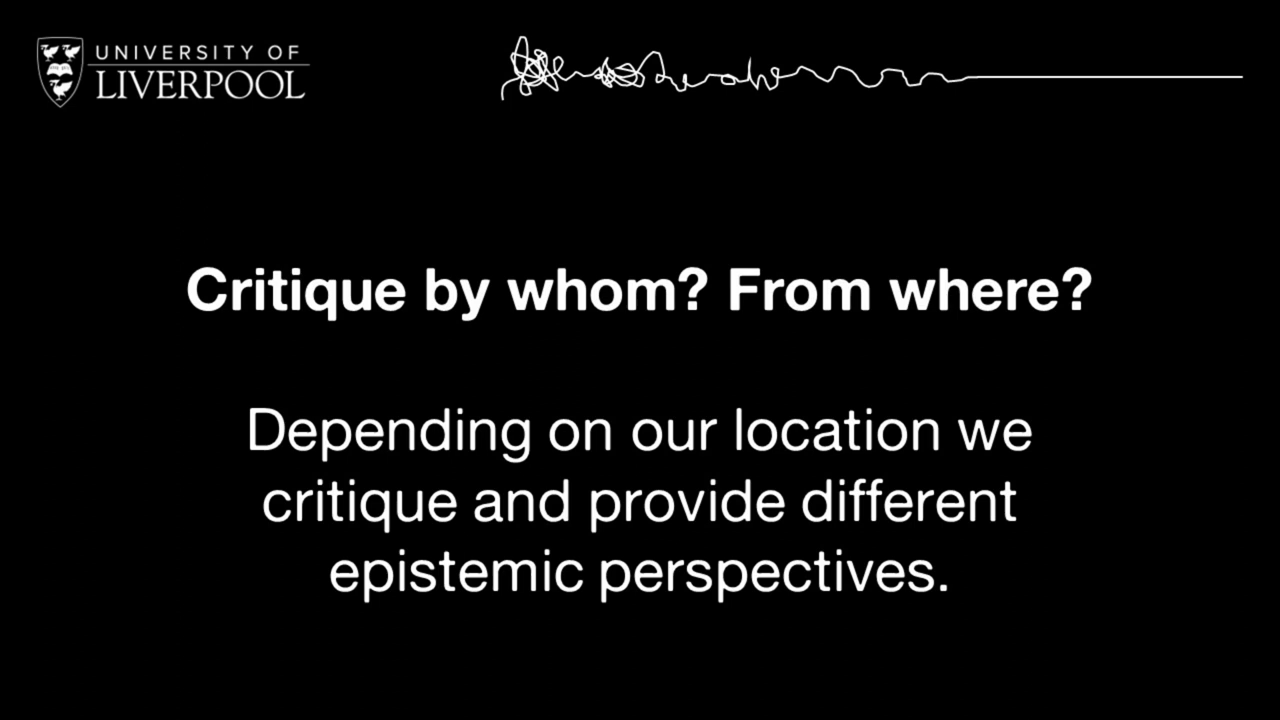 UNIVERSITY OF
LIVERPOOL
Critique by whom? From where?
Depending on our location we
critique and provide different
epistemic perspectives.